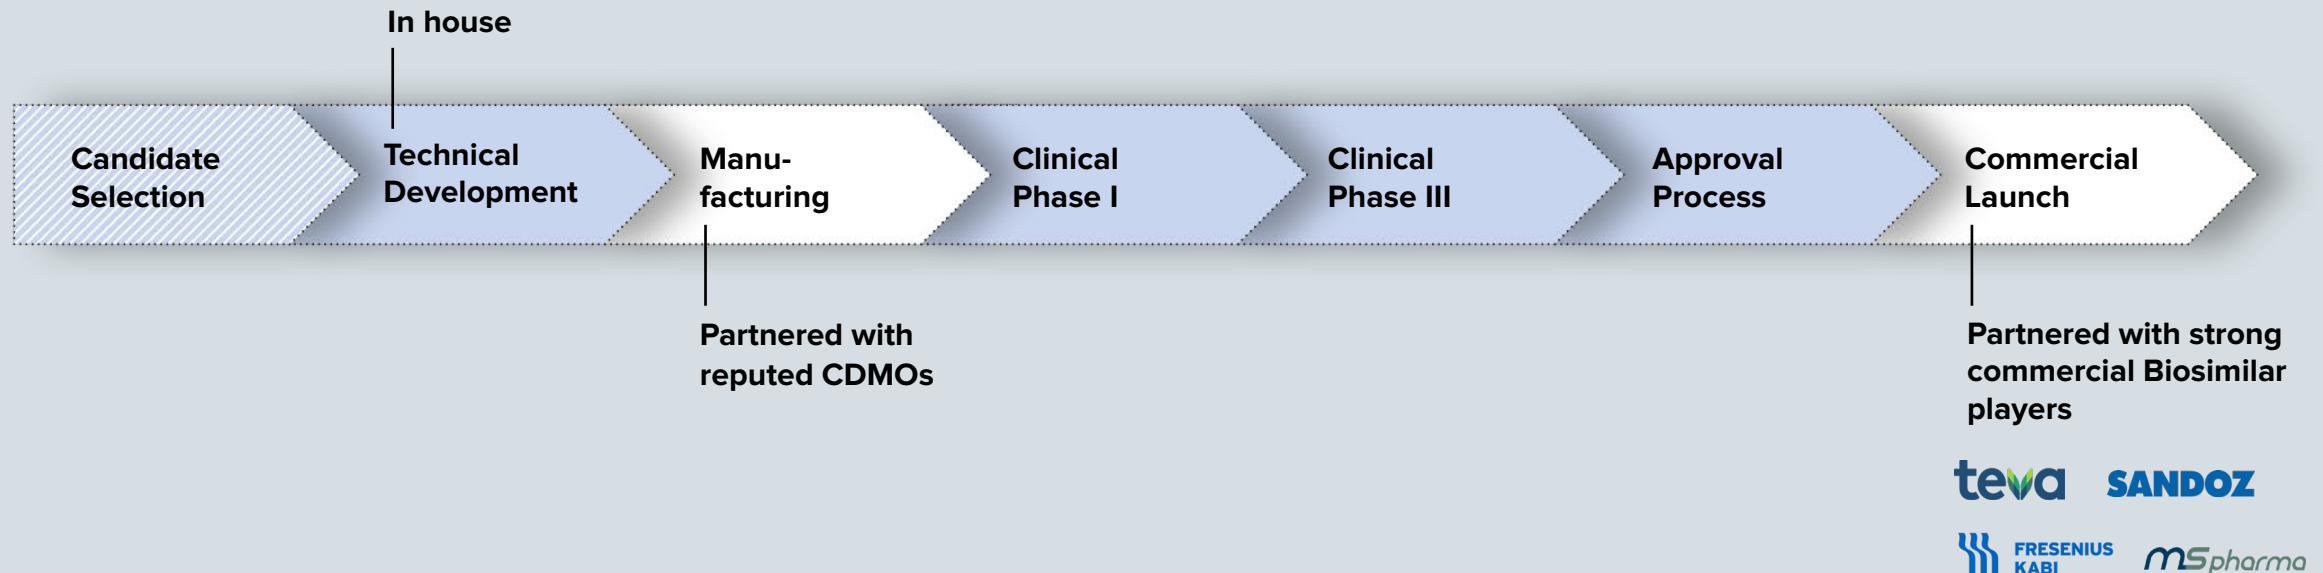 In house
Candidate
Selection
Technical
Development
Manu-
facturing
Clinical
Phase I
Clinical
Phase III
Approval
Process
Commercial
Launch
Partnered with
reputed CDMOs
Partnered with strong
commercial Biosimilar
players
teva
SANDOZ
FRESENIUS
KABI
mspharma